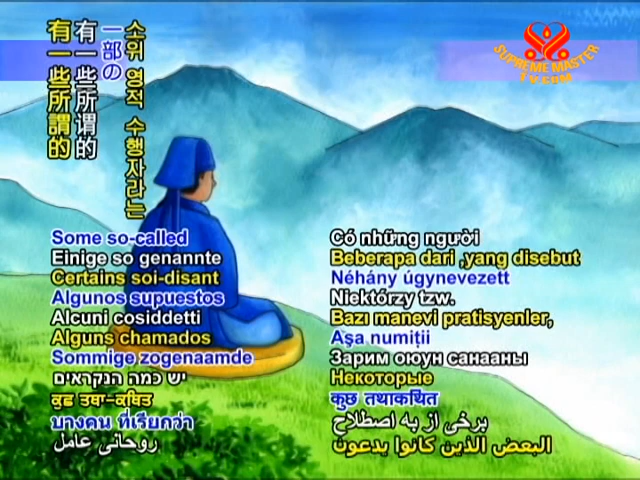 有一些所謂的
有一些所谓的
一部の
소위 영적 수행자라는
SUPREME MASTER
TV
Some so-called
Einige so genannte
Certains soi-disant
Algunos supuestos
Alcuni cosiddetti
Alguns chamados
Sommige zogenaamde
יש כמה הנקראים
ਕੁਛ ਤਥਾ-ਕਥਿਤ
บางคน ที่เรียกว่า
روحانی عامل
Có những người
Beberapa dari ,yang disebut
Néhány úgynevezett
Niektórzy tzw.
Bazı manevi pratisyenler,
Aşa numiţii
Зарим оюун санааны
Некоторые
कुछ तथाकथित
برخی از به اصطلاح
البعض الذين كانوا يدعون